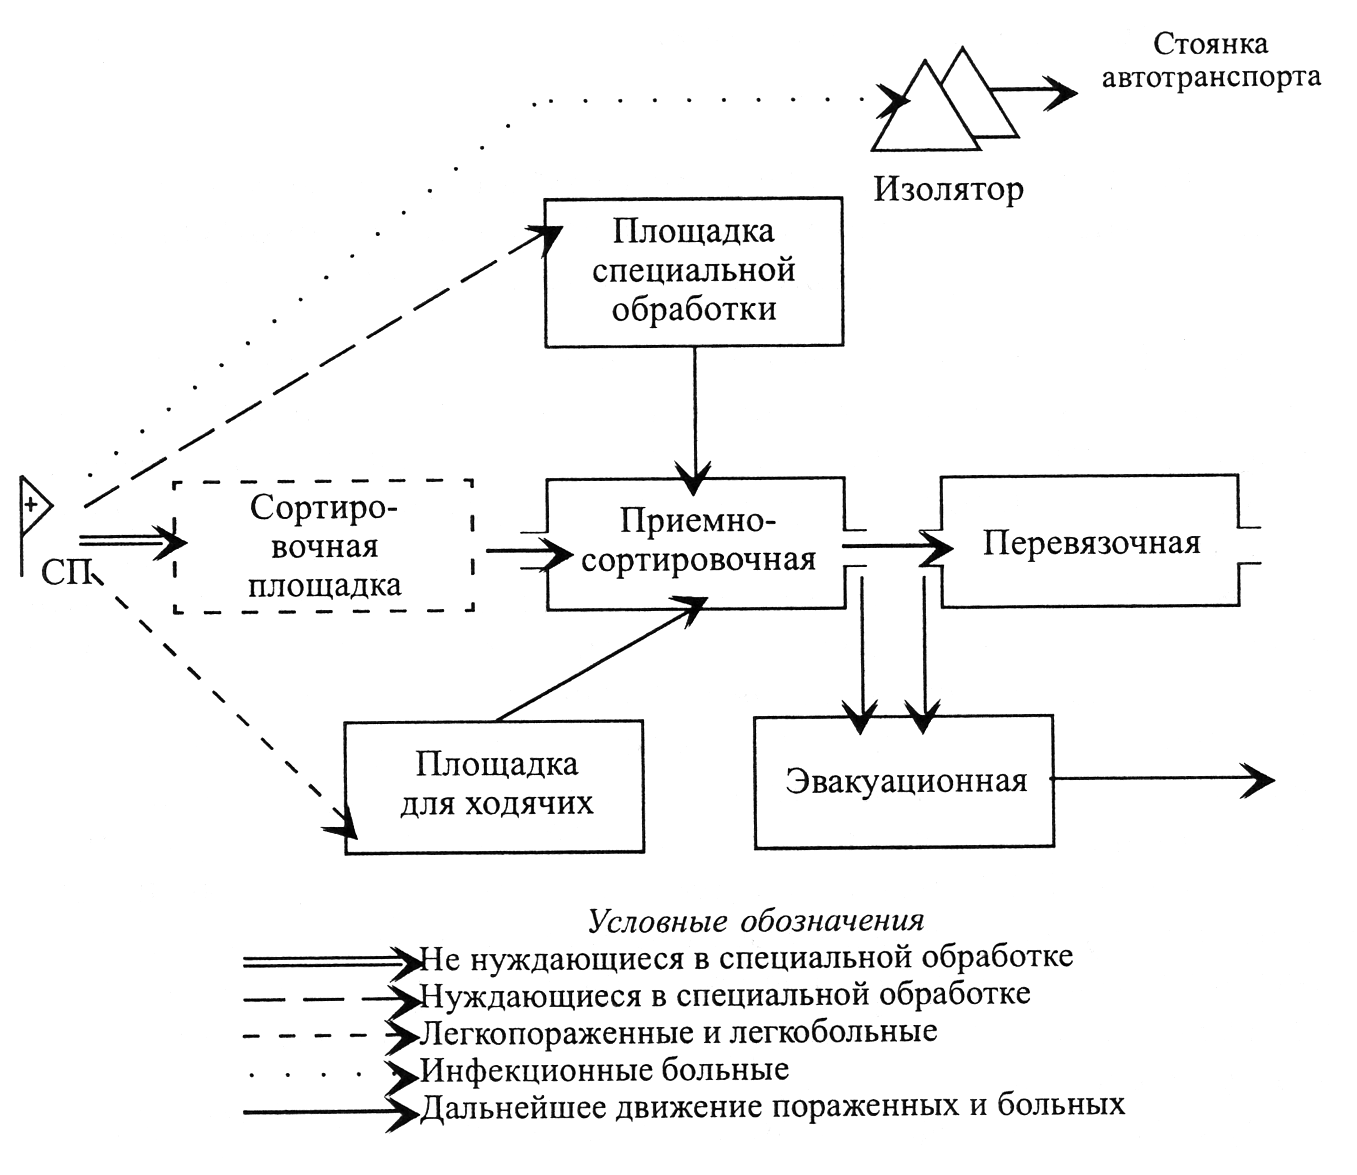 Стоянка
автотранспорта
Изолятор
Площадка
специальной
обработки
СП
Сортиро-
вочная
площадка
Приемно-
сортировочная
Перевязочная
Площадка
для ходячих
Эвакуационная
Условные обозначения
Не нуждающиеся в специальной обработке
Нуждающиеся в специальной обработке
Легкопораженные и легкобольные
Инфекционные больные
Дальнейшее движение пораженных и больных